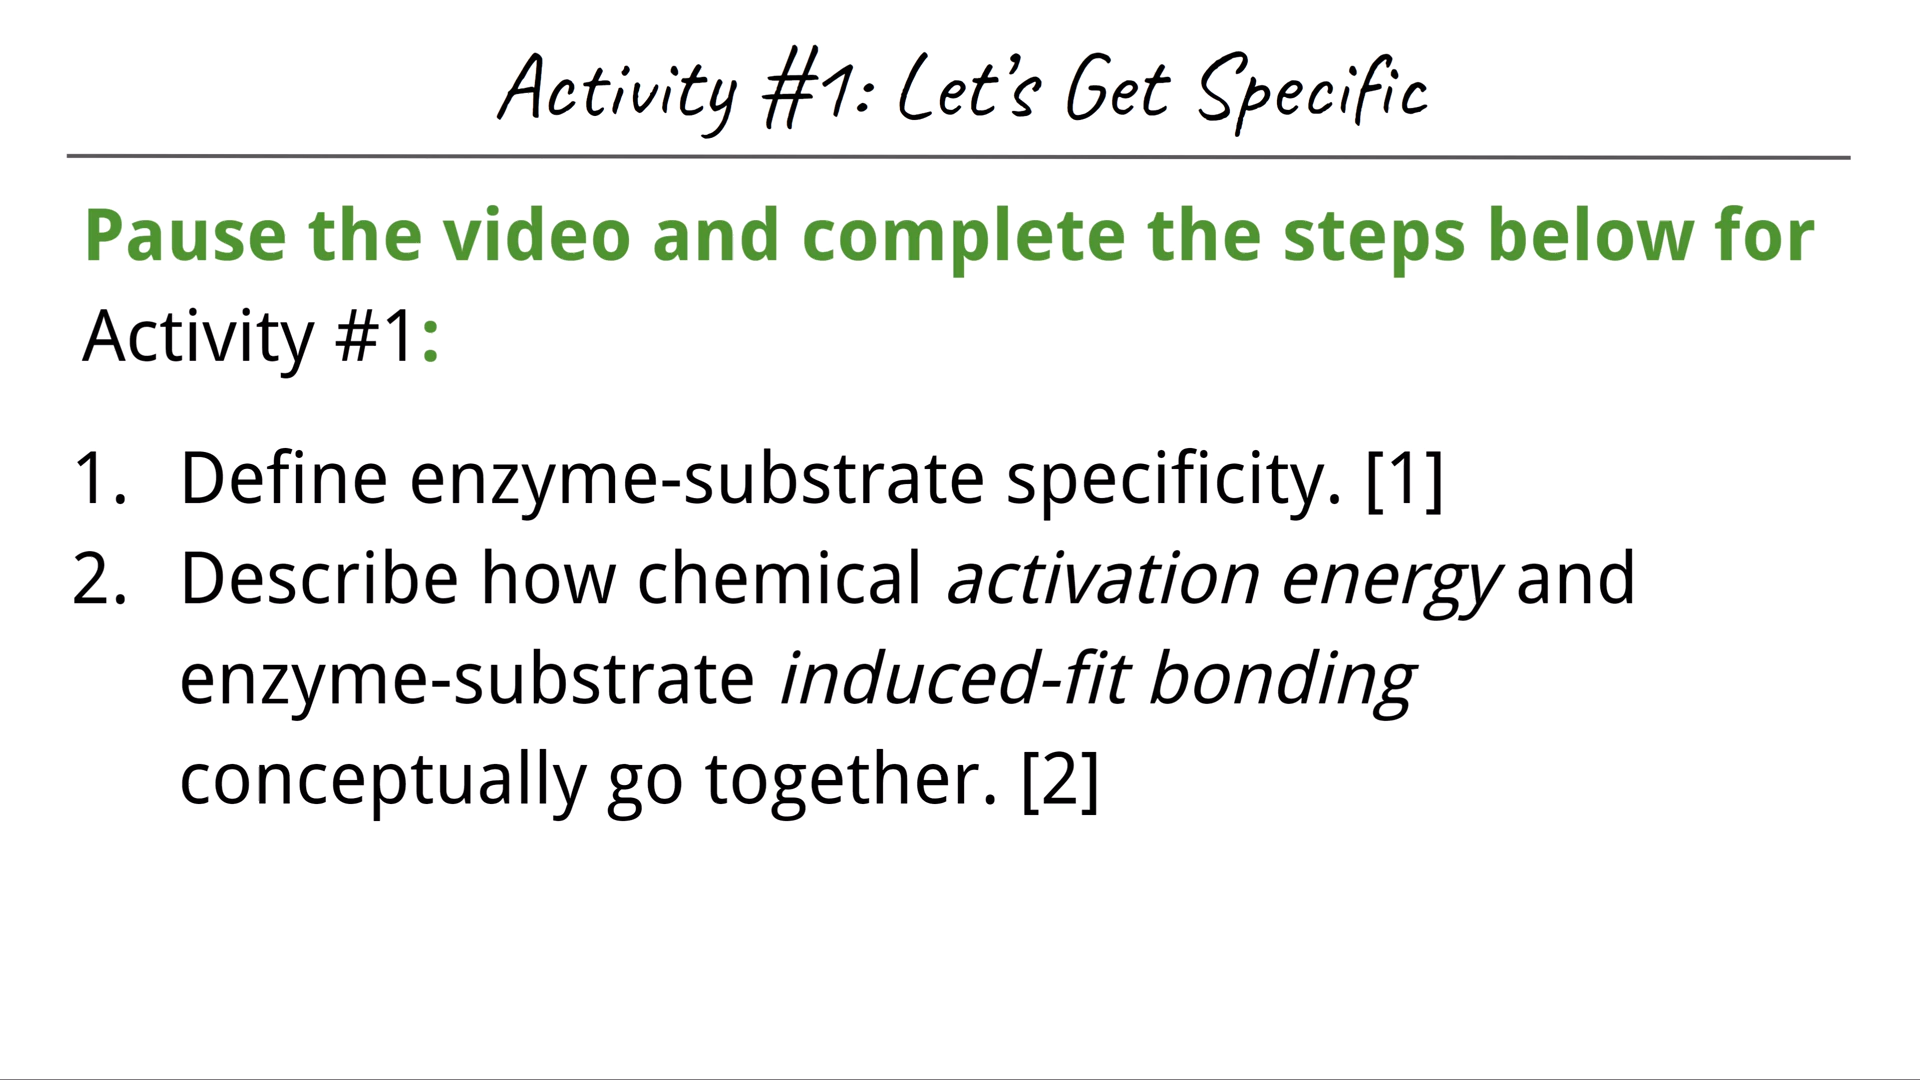 Activity #1: Let's Get Specific
Pause the video and complete the steps below for
Activity #1:
1. Define enzyme-substrate specificity. [1]
2. Describe how chemical activation energy and
enzyme-substrate induced-fit bonding
conceptually go together. [2]